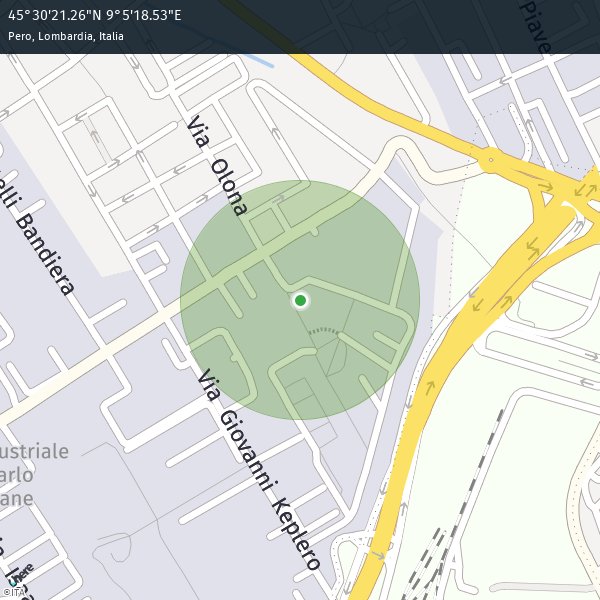 45°30'21.26"N 9°5'18.53"E
Pero, Lombardia, Italia
Piave
Via Olona
elli Bandiera
Via Giovanni Keplero
ustriale
arlo
ane
here
©ITA